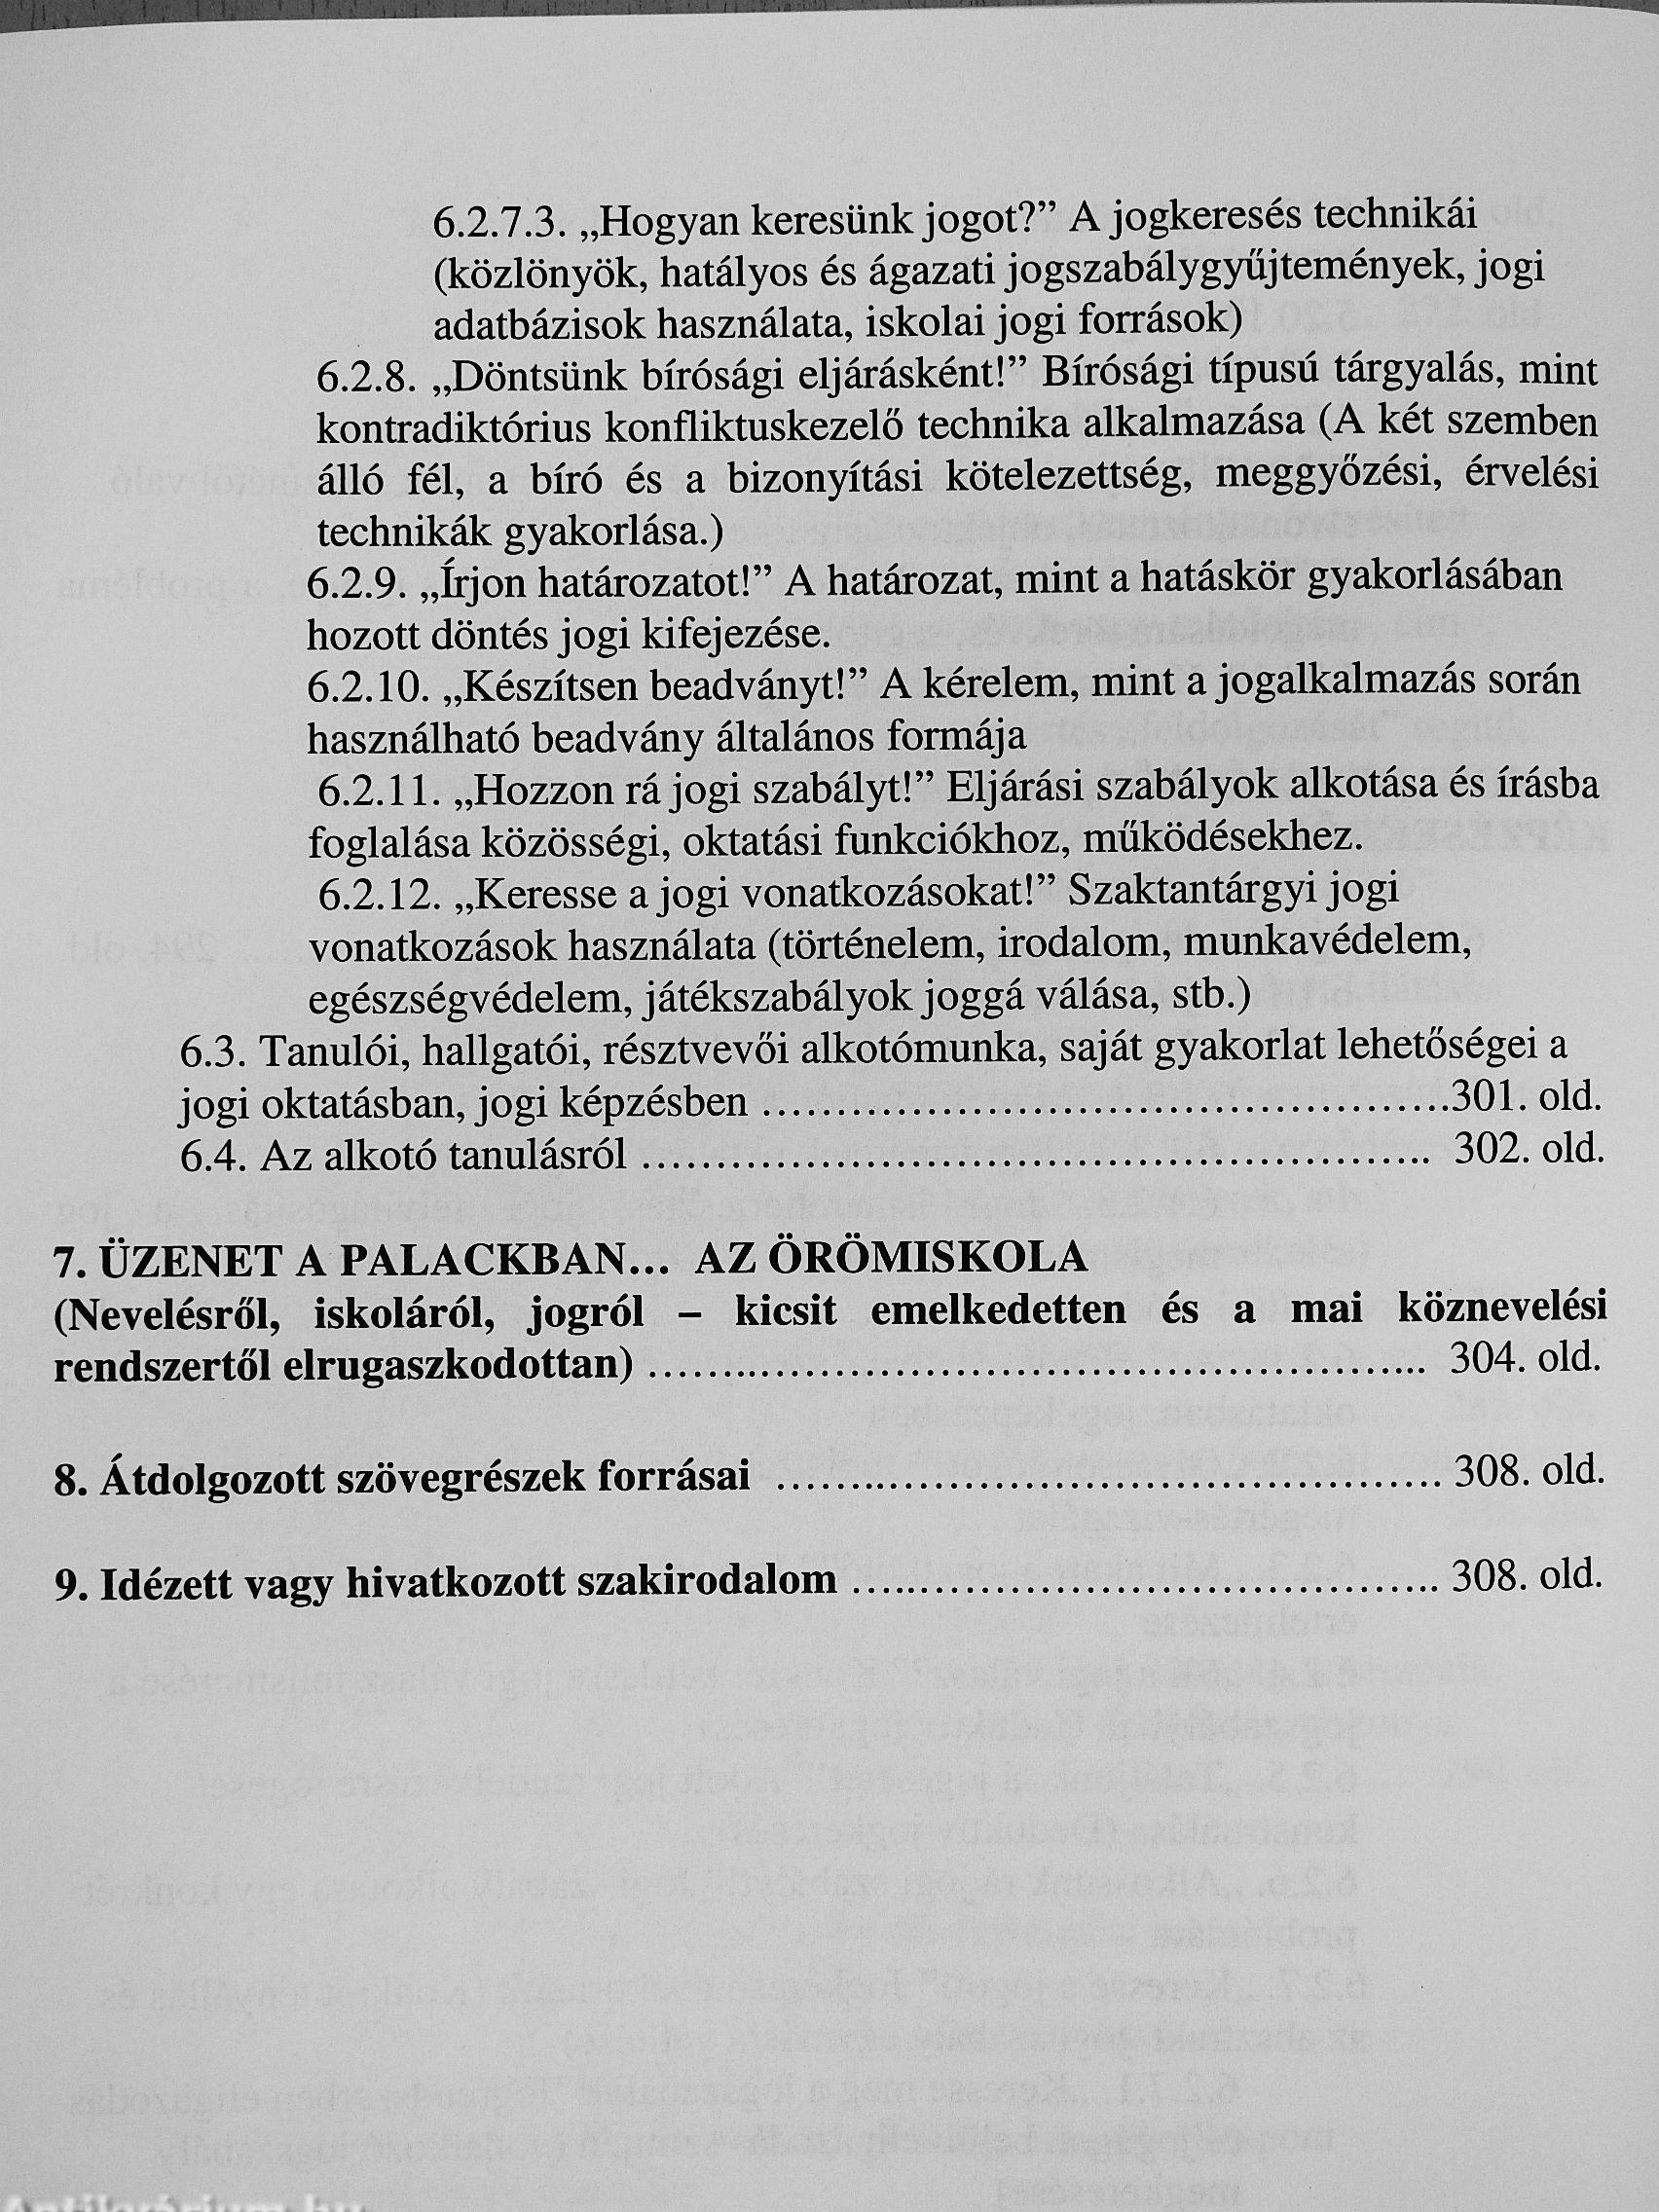 6.2.7.3. „Hogyan keresünk jogot?” A jogkeresés technikái
(közlönyök, hatályos és ágazati jogszabálygyűjtemények, jogi
adatbázisok használata, iskolai jogi források)
6.2.8. „Döntsünk bírósági eljárásként!” Bírósági típusú tárgyalás, mint
kontradiktórius konfliktuskezelő technika alkalmazása (A két szemben
álló fél, a bíró és a bizonyítási kötelezettség, meggyőzési, érvelési
technikák gyakorlása.)
6.2.9. „Írjon határozatot!” A határozat, mint a hatáskör gyakorlásában
hozott döntés jogi kifejezése.
6.2.10. „Készítsen beadványt!” A kérelem, mint a jogalkalmazás során
használható beadvány általános formája
6.2.11. „Hozzon rá jogi szabályt!” Eljárási szabályok alkotása és írásba
foglalása közösségi, oktatási funkciókhoz, működésekhez.
6.2.12. „Keresse a jogi vonatkozásokat!” Szaktantárgyi jogi
vonatkozások használata (történelem, irodalom, munkavédelem,
egészségvédelem, játékszabályok joggá válása, stb.)
6.3. Tanulói, hallgatói, résztvevői alkotómunka, saját gyakorlat lehetőségei a
jogi oktatásban, jogi képzésben ........................................................301. old.
6.4. Az alkotó tanulásról ................................................................ 302. old.
7. ÜZENET A PALACKBAN... AZ ÖRÖMISKOLA
(Nevelésről, iskoláról, jogról – kicsit emelkedetten és a mai köznevelési
rendszertől elrugaszkodottan) ................................................................ 304. old.
8. Átdolgozott szövegrészek forrásai ...................................................... 308. old.
9. Idézett vagy hivatkozott szakirodalom ................................................ 308. old.